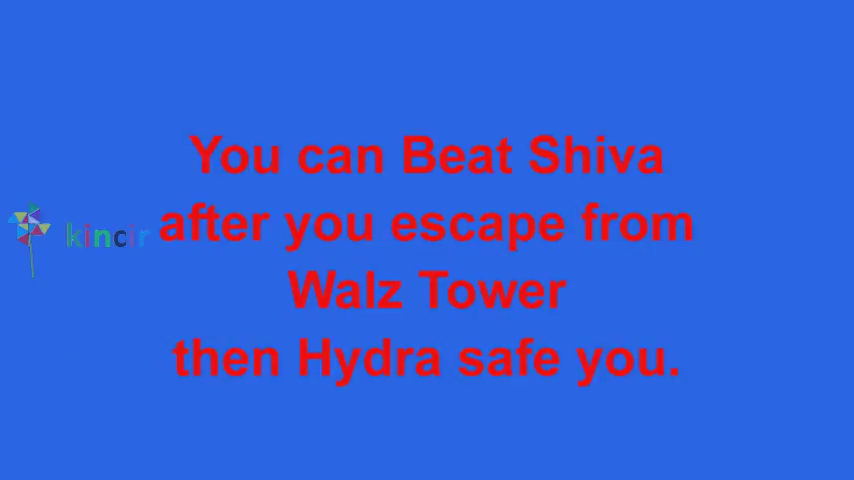 You can Beat Shiva
after you escape from
kincir
Walz Tower
then Hydra safe you.